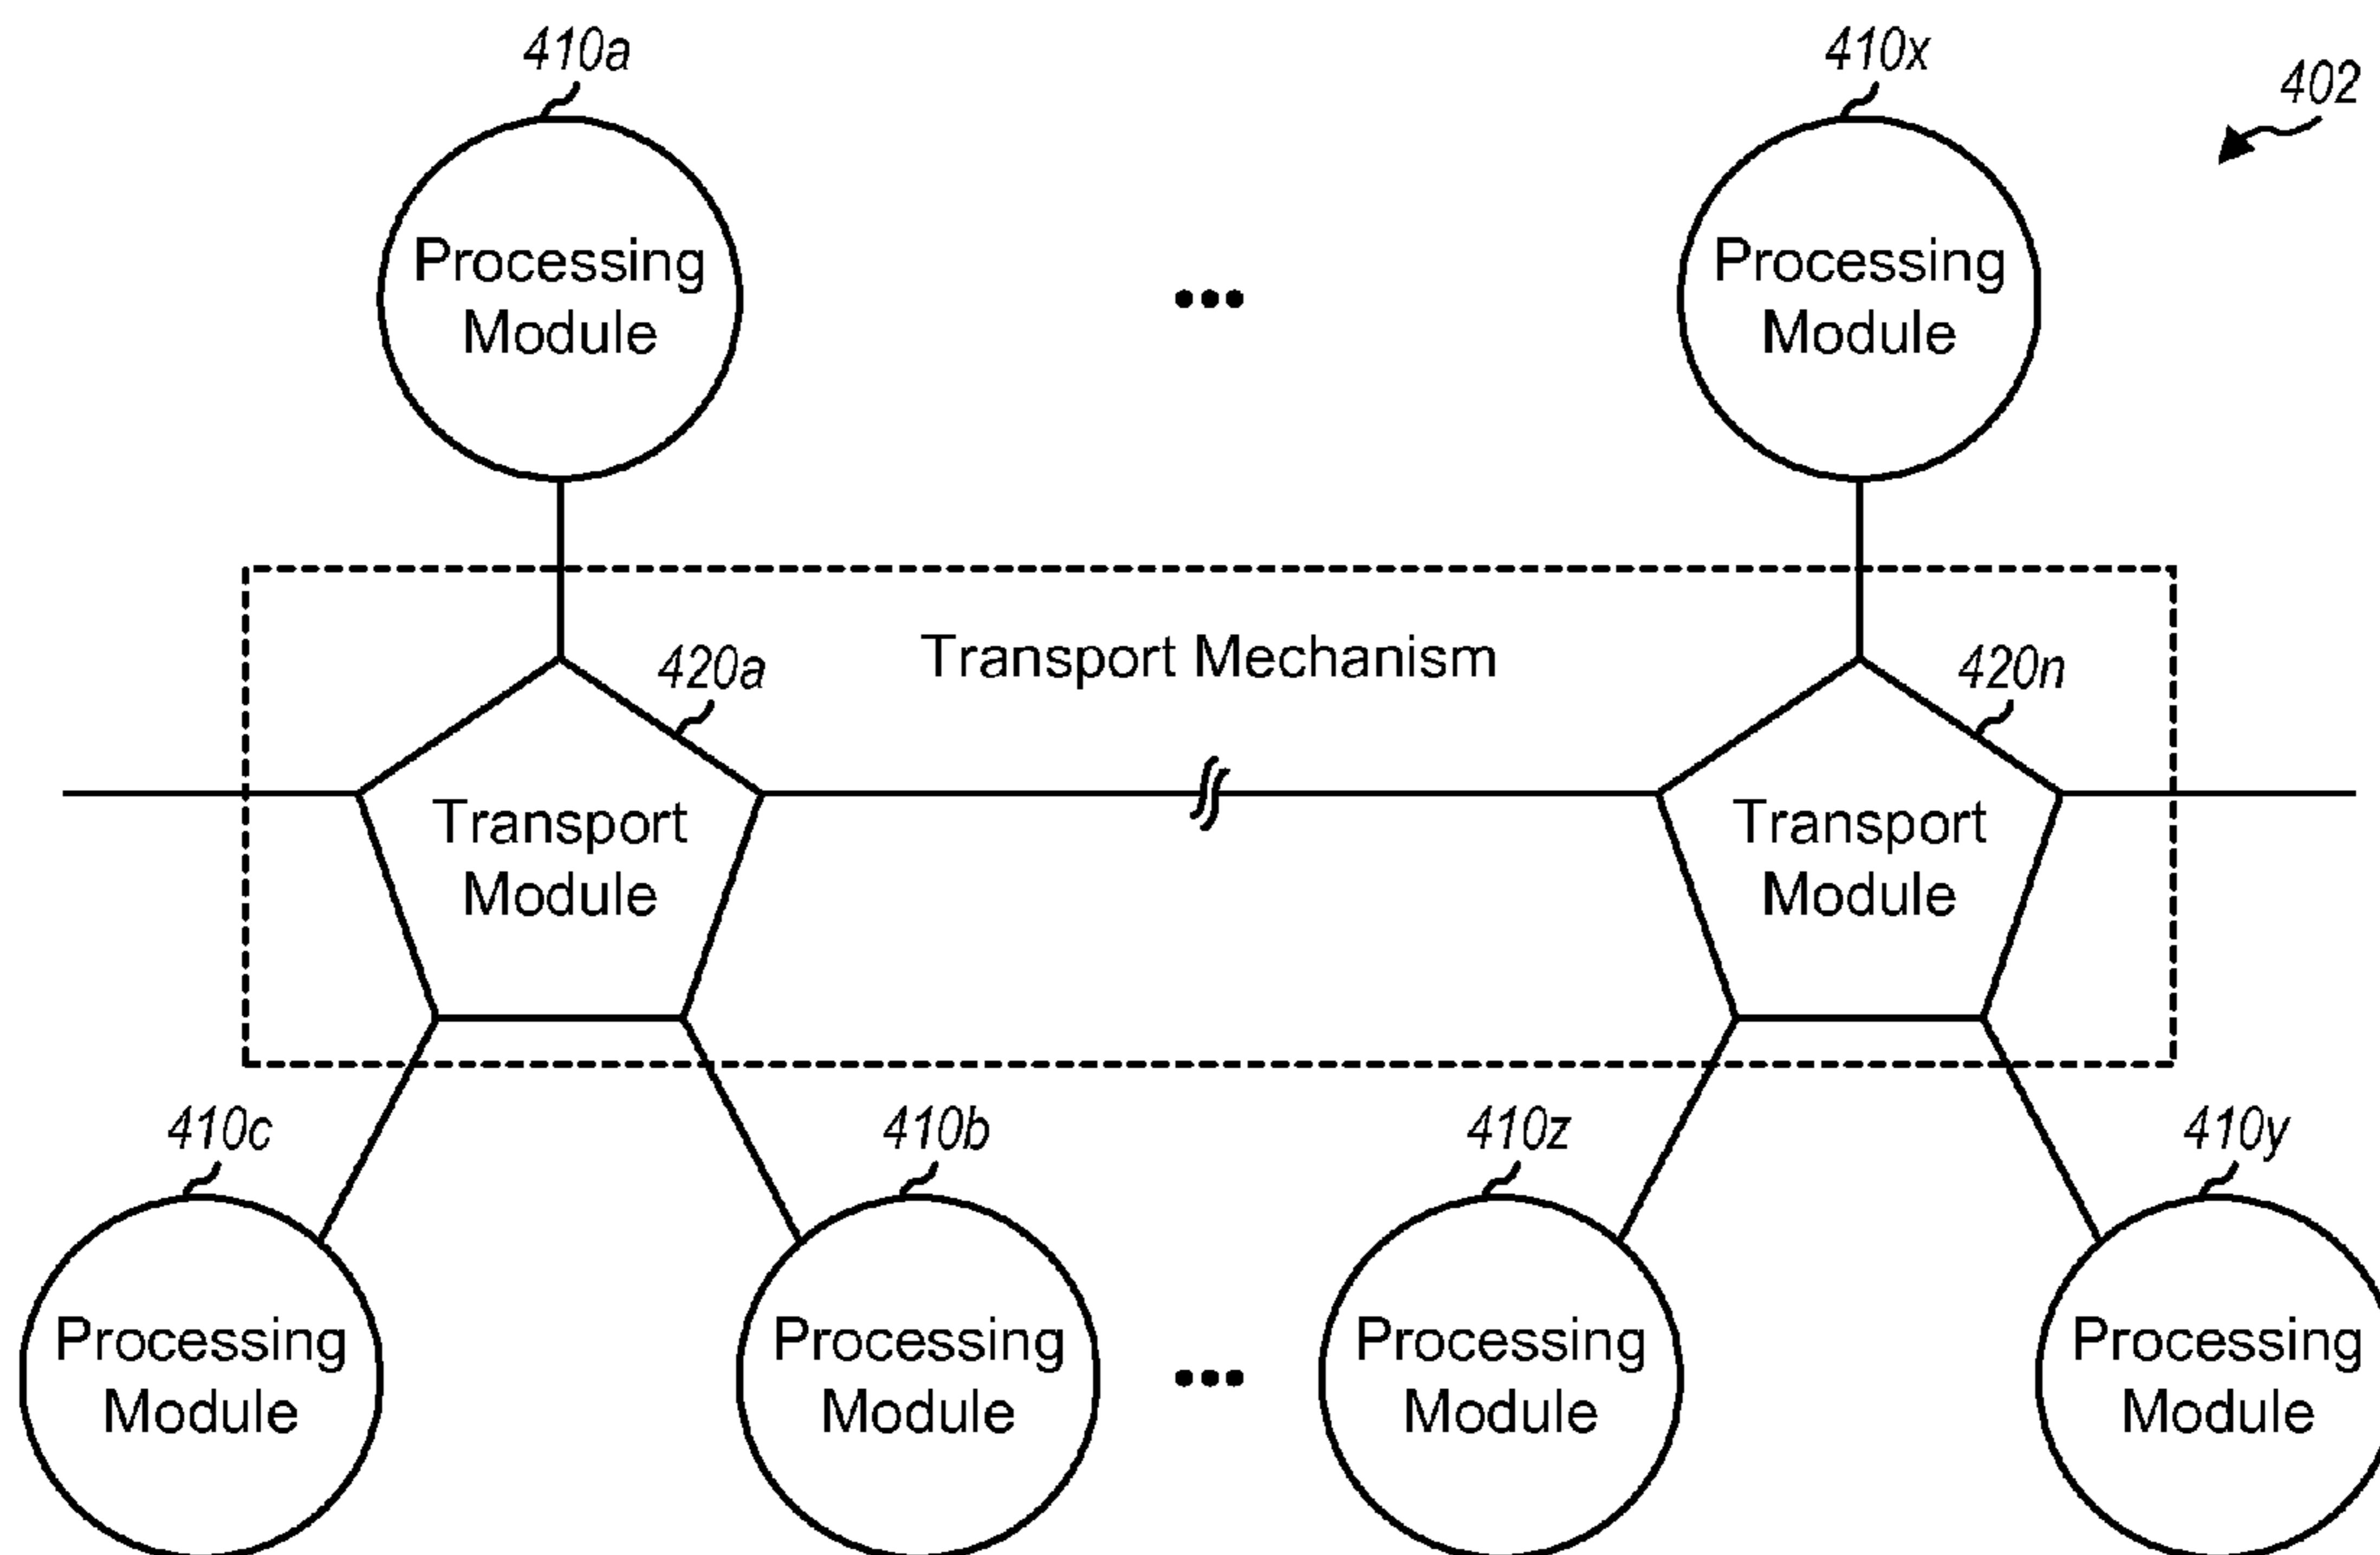 410a
410x
402
Processing
Module
•••
Processing
Module
Transport Mechanism
420a
420n
Transport
Module
Transport
Module
410c
410b
410z
410y
Processing
Module
Processing
Module
•••
Processing
Module
Processing
Module